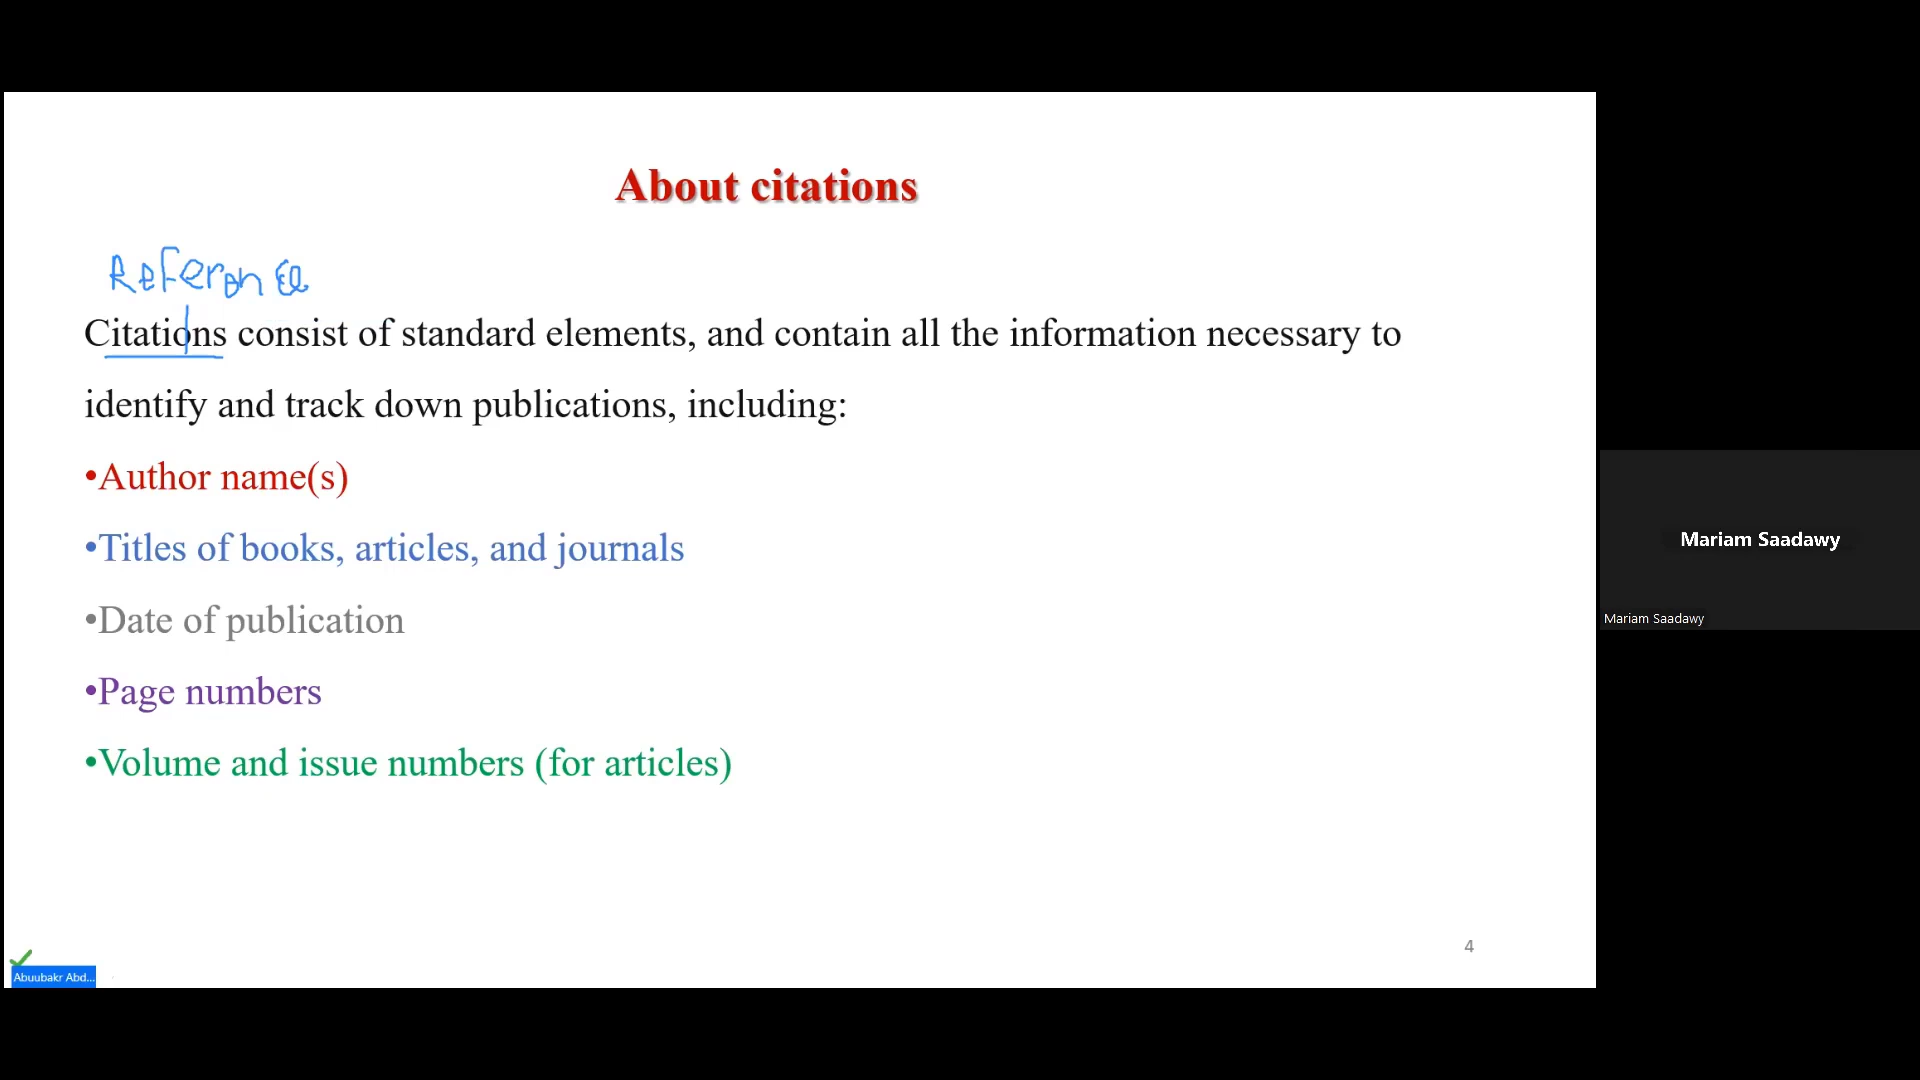 About citations
Reference
Citations consist of standard elements, and contain all the information necessary to
identify and track down publications, including:
•Author name(s)
•Titles of books, articles, and journals
•Date of publication
•Page numbers
•Volume and issue numbers (for articles)
4
Abuubakr Abd...
Mariam Saadawy
Mariam Saadawy